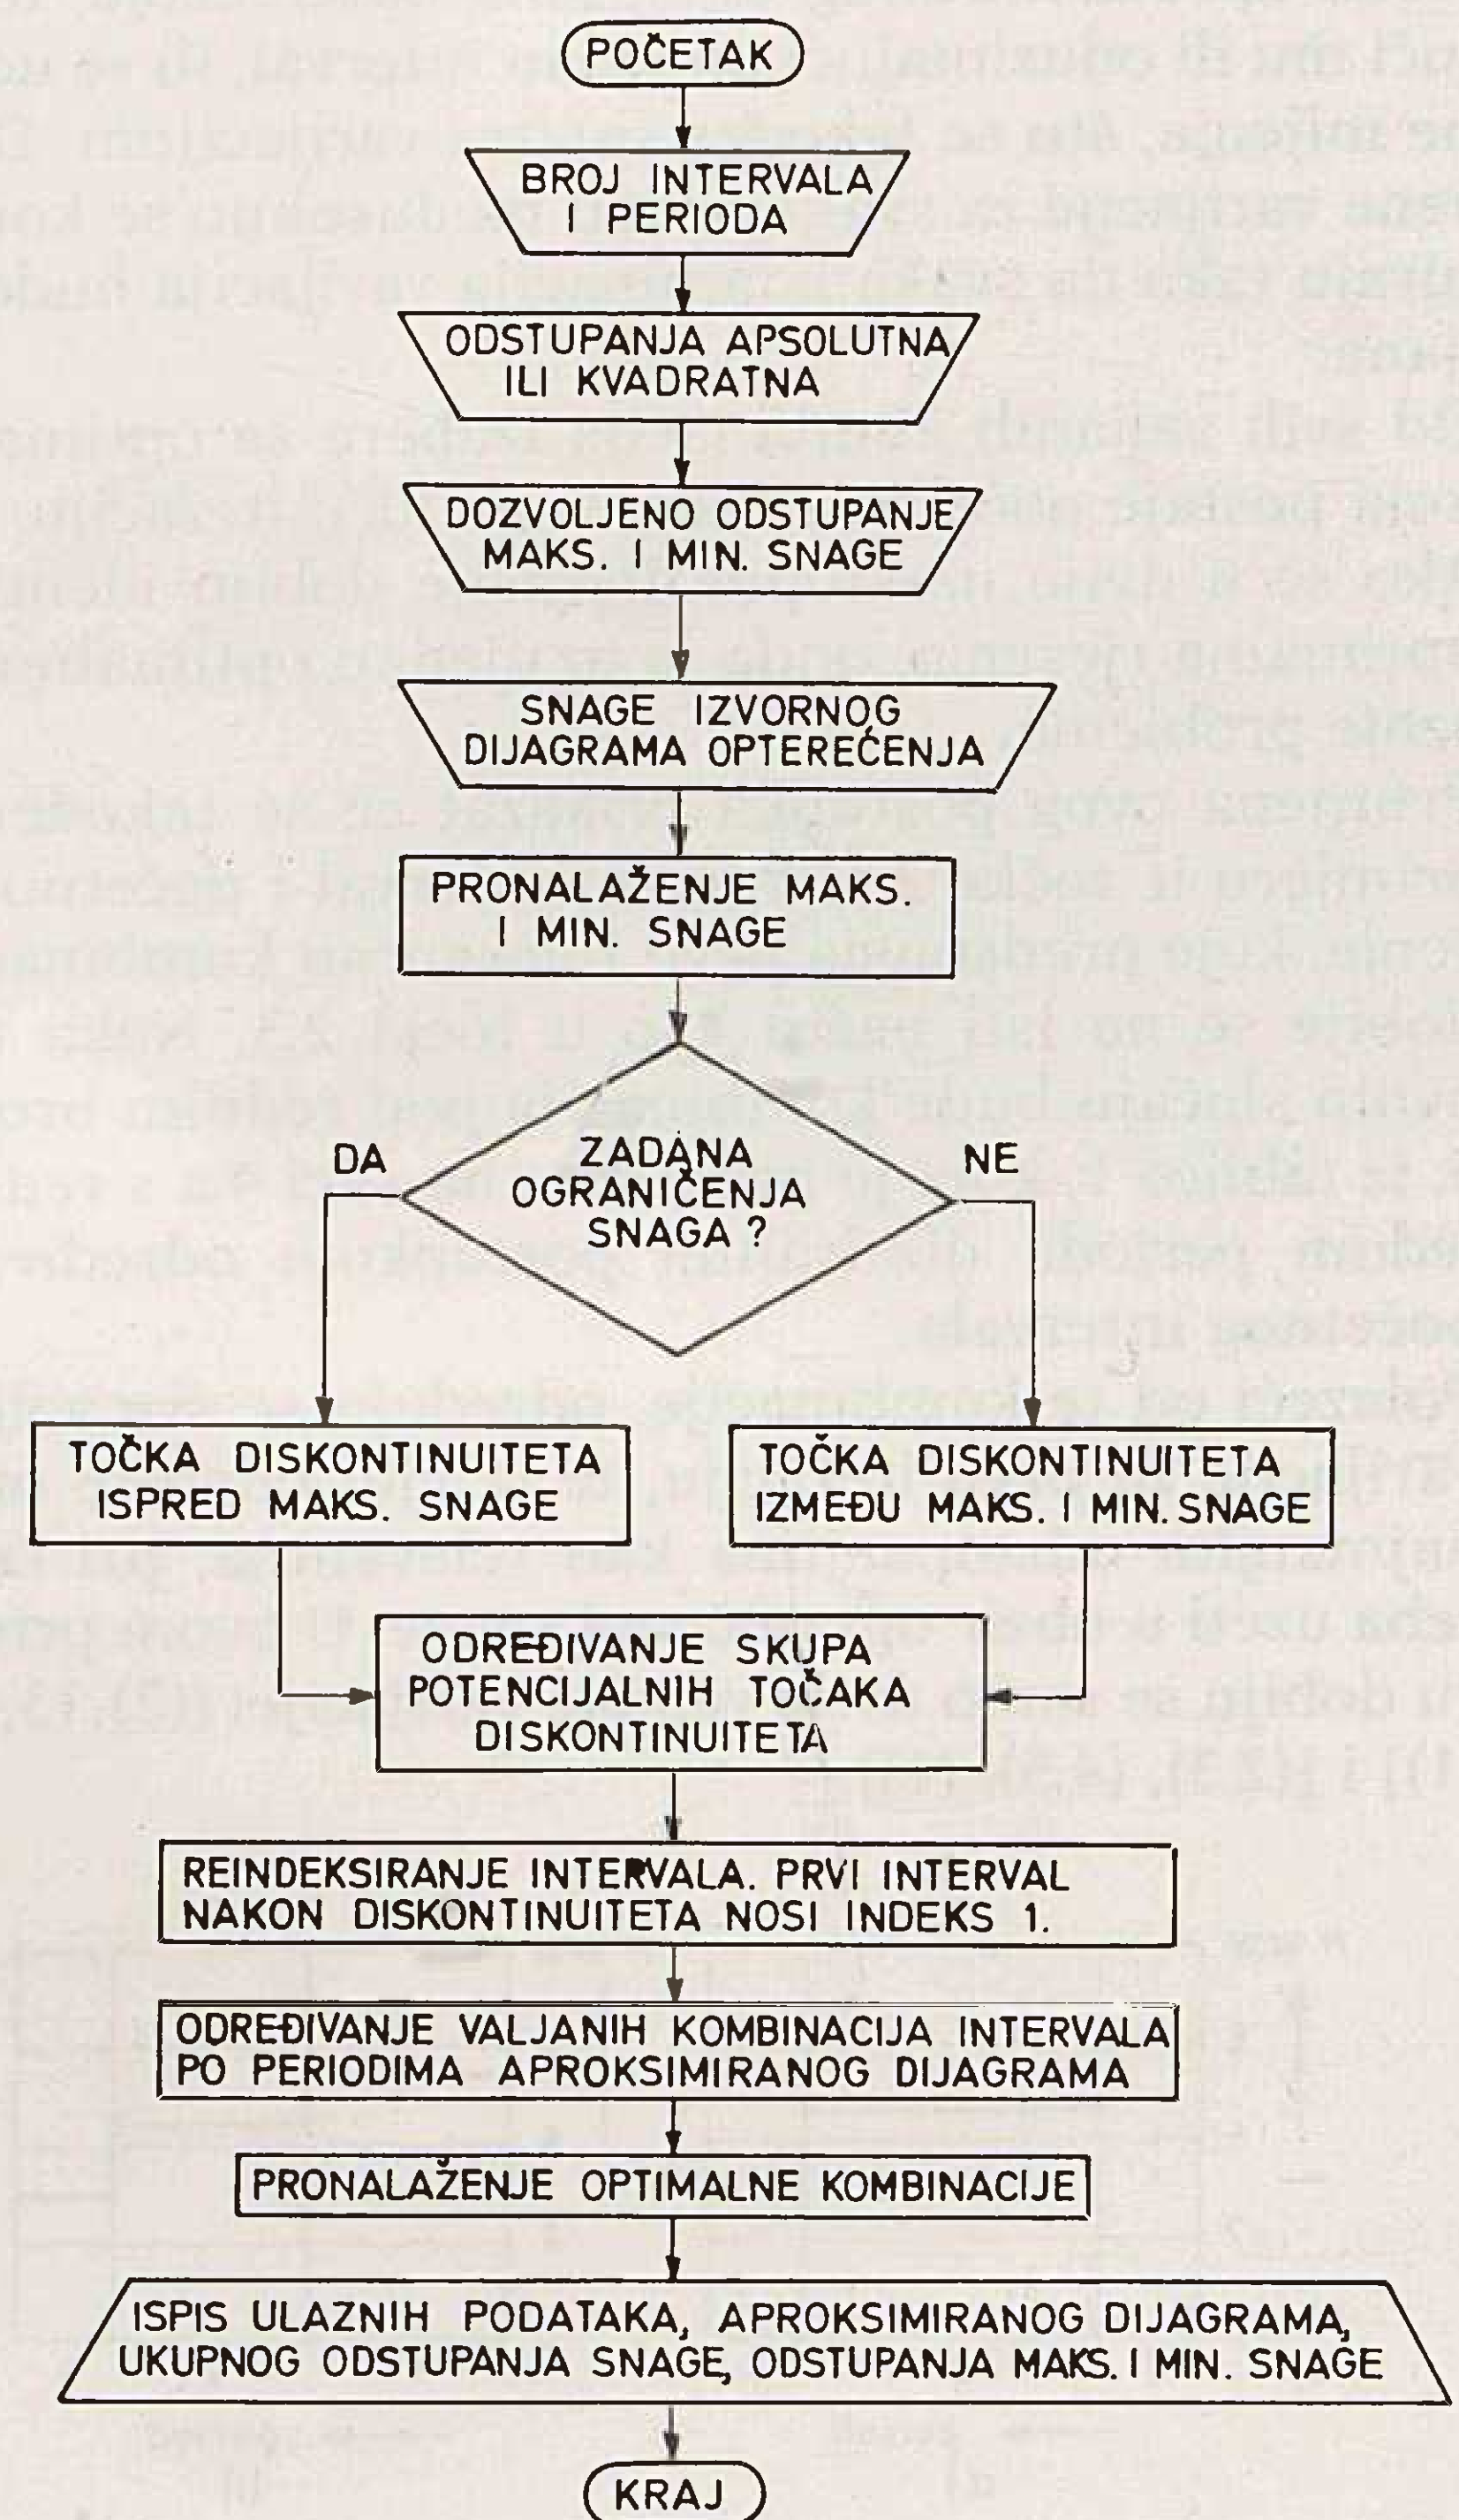 POČETAK
BROJ INTERVALA
I PERIODA
ODSTUPANJA APSOLUTNA
ILI KVADRATNA
DOZVOLJENO ODSTUPANJE
MAKS. I MIN. SNAGE
SNAGE IZVORNOG
DIJAGRAMA OPTEREĆENJA
PRONALAŽENJE MAKS.
I MIN. SNAGE
DA
ZADANA
OGRANIČENJA
SNAGA ?
NE
TOČKA DISKONTINUITETA
ISPRED MAKS. SNAGE
TOČKA DISKONTINUITETA
IZMEĐU MAKS. I MIN. SNAGE
ODREĐIVANJE SKUPA
POTENCIJALNIH TOČAKA
DISKONTINUITETA
REINDEKSIRANJE INTERVALA. PRVI INTERVAL
NAKON DISKONTINUITETA NOSI INDEKS 1.
ODREĐIVANJE VALJANIH KOMBINACIJA INTERVALA
PO PERIODIMA APROKSIMIRANOG DIJAGRAMA
PRONALAŽENJE OPTIMALNE KOMBINACIJE
ISPIS ULAZNIH PODATAKA, APROKSIMIRANOG DIJAGRAMA,
UKUPNOG ODSTUPANJA SNAGE, ODSTUPANJA MAKS. I MIN. SNAGE
KRAJ